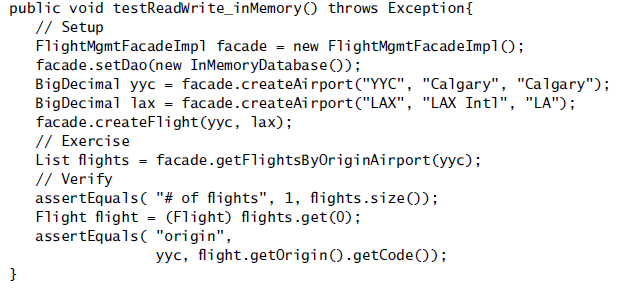 public void testReadWrite_inMemory() throws Exception{
// Setup
FlightMgmtFacadeImpl facade = new FlightMgmtFacadeImpl();
facade.setDao(new InMemoryDatabase());
BigDecimal yyc = facade.createAirport("YYC", "Calgary", "Calgary");
BigDecimal lax = facade.createAirport("LAX", "LAX Intl", "LA");
facade.createFlight(yyc, lax);
// Exercise
List flights = facade.getFlightsByOriginAirport(yyc);
// Verify
assertEquals( "# of flights", 1, flights.size());
Flight flight = (Flight) flights.get(0);
assertEquals( "origin",
yyc, flight.getOrigin().getCode());
}